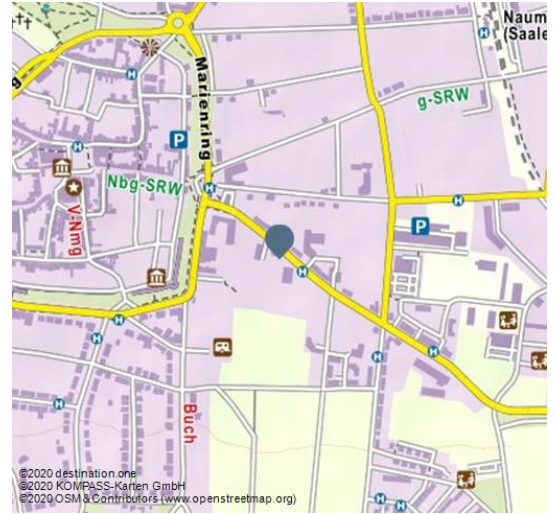 Naum
(Saale
Marienring
g
g-SRW
P
Nbg-SRW
V-Nmg
P
Buch
H
H
H
H
H
H
H
H
H
H
H
H
H
©2020 destination.one
©2020 KOMPASS-Karten GmbH
©2020 OSM & Contributors (www.openstreetmap.org)